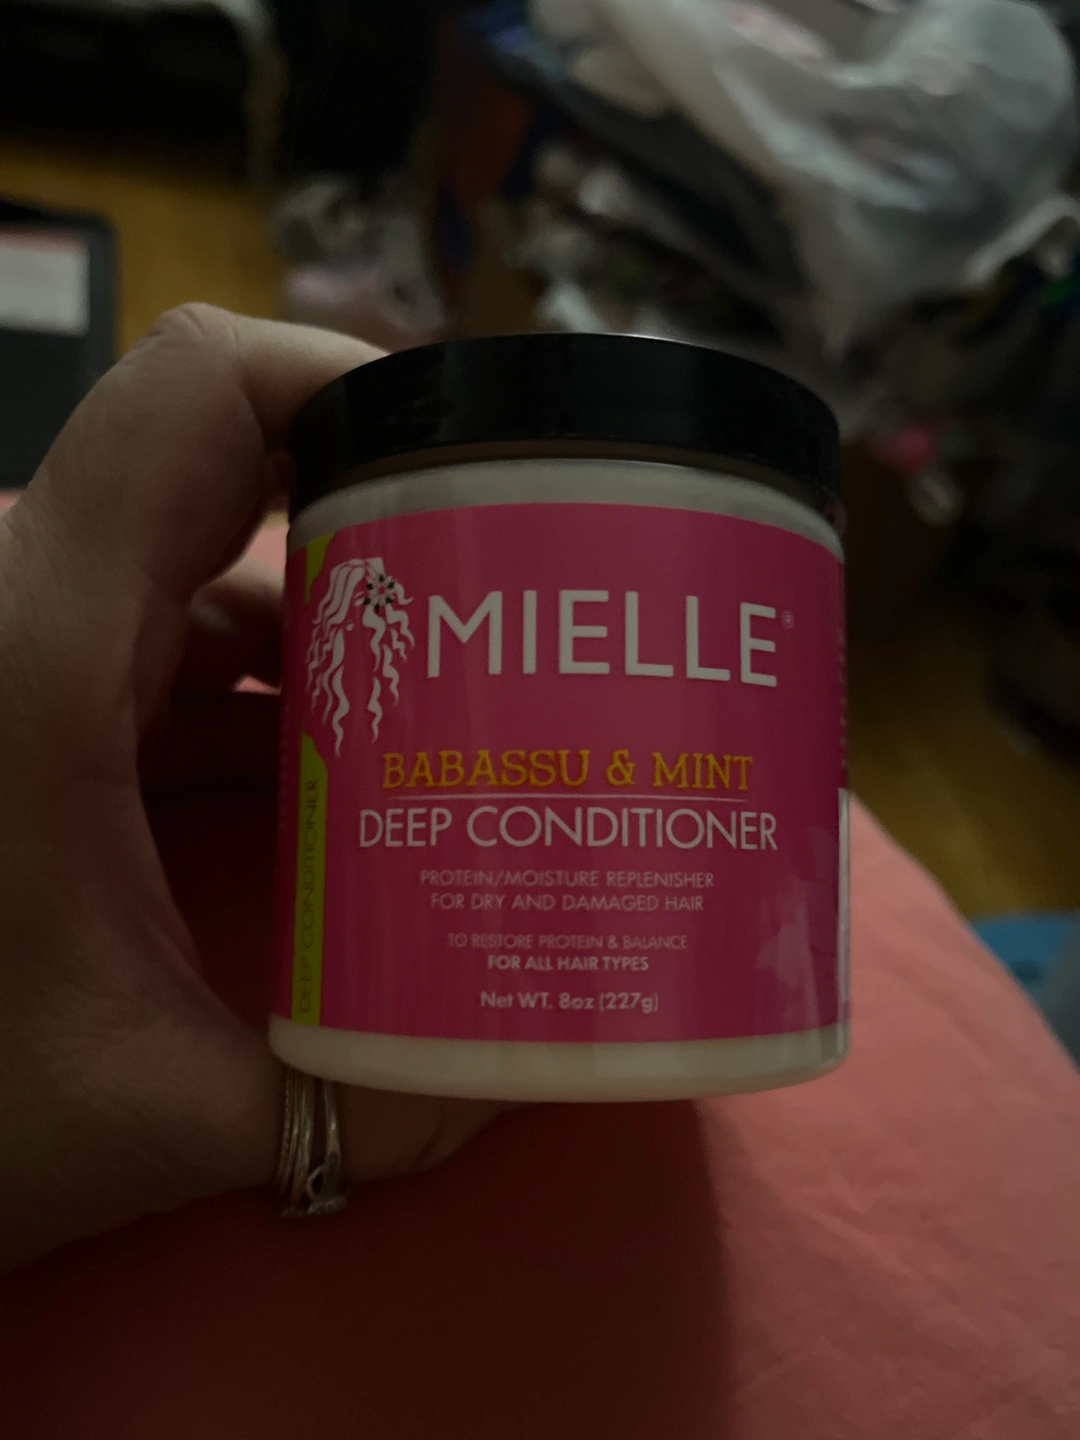 MIELLE®
BABASSU & MINT
DEEP CONDITIONER
PROTEIN/MOISTURE REPLENISHER
FOR DRY AND DAMAGED HAIR
TO RESTORE PROTEIN & BALANCE
FOR ALL HAIR TYPES
Net WT. 8oz (227g)
DEEP CONDITIONER